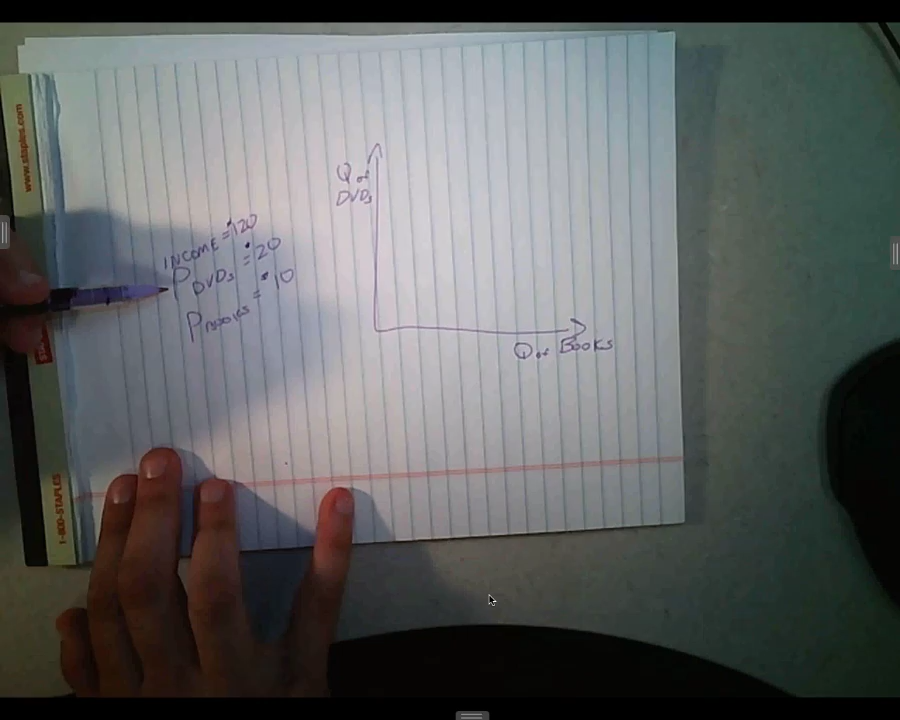 www.staples.com
INCOME = $120
P DVDs = $20
P BOOKS = $10
Q of
DVDs
Q of BOOKS
1-800-STAPLES